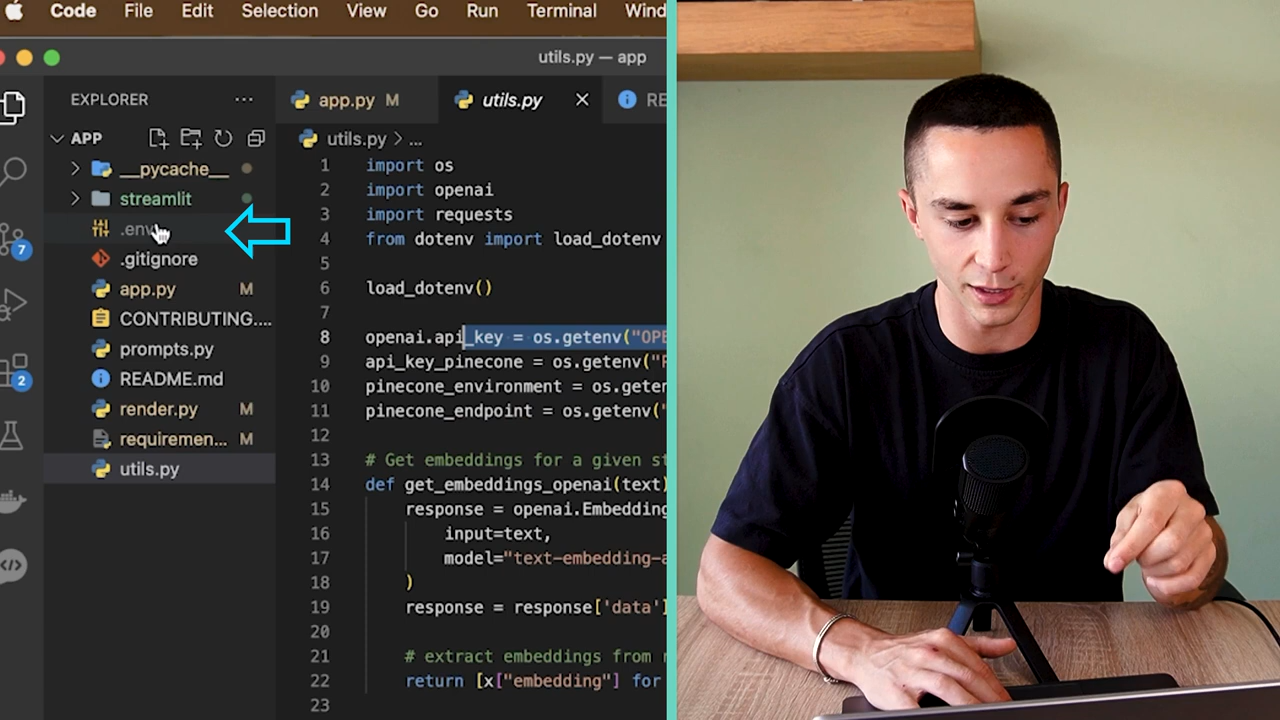 Code File Edit Selection View Go Run Terminal Wind
utils.py — app
EXPLORER ...
app.py M
utils.py
RE
APP
utils.py > ...
__pycache__
streamlit
.env
.gitignore
app.py M
CONTRIBUTING....
prompts.py
README.md
render.py M
requiremen... M
utils.py
7
2
1 import os
2 import openai
3 import requests
4 from dotenv import load_dotenv
5
6 load_dotenv()
7
8 openai.api_key = os.getenv("OPE
9 api_key_pinecone = os.getenv("
10 pinecone_environment = os.geten
11 pinecone_endpoint = os.getenv("
12
13 # Get embeddings for a given st
14 def get_embeddings_openai(text)
15 response = openai.Embedding
16 input=text,
17 model="text-embedding-a
18 )
19 response = response['data']
20
21 # extract embeddings from
22 return [x["embedding"] for
23